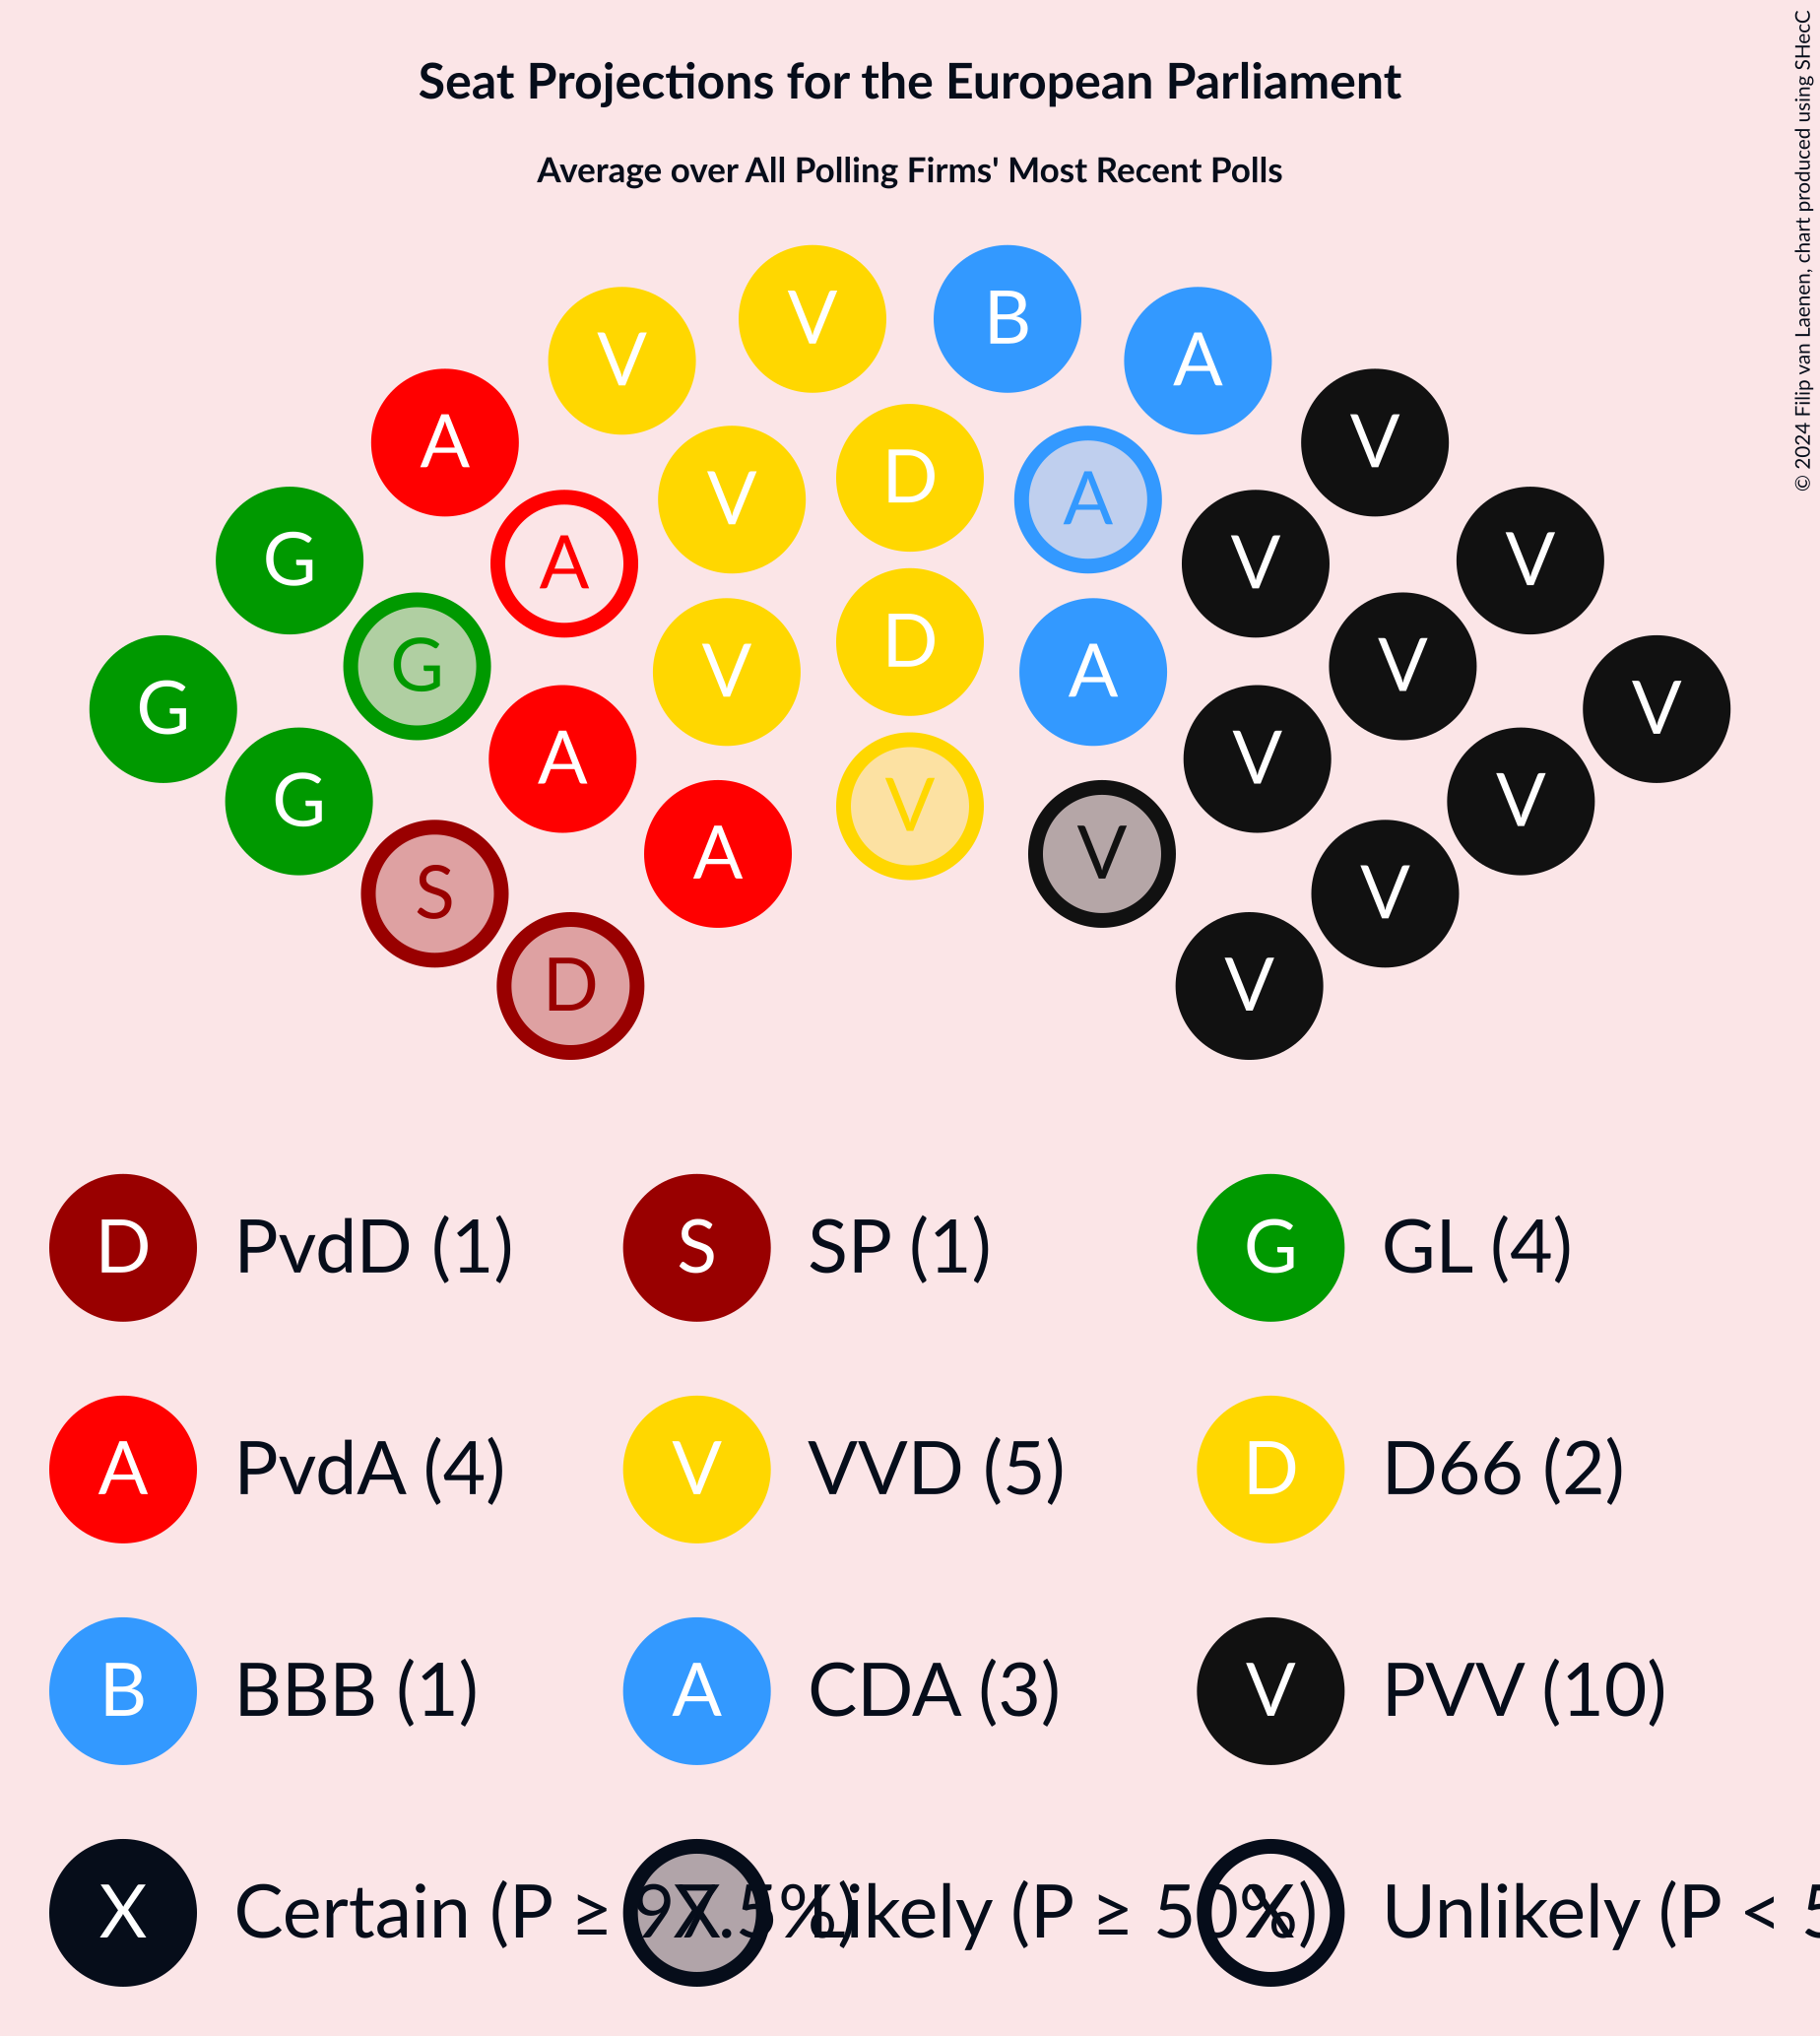 Seat Projections for the European Parliament
Average over All Polling Firms' Most Recent Polls
© 2024 Filip van Laenen, chart produced using SHecC
V V B A
V A V
A V D A V V
G A V D A V V
G G V
G A V V
S A V V V
D V
D PvdD (1) S SP (1) G GL (4)
A PvdA (4) V VVD (5) D D66 (2)
B BBB (1) A CDA (3) V PVV (10)
X Certain (P ≥ 97.5%) X Likely (P ≥ 50%) X Unlikely (P < 5